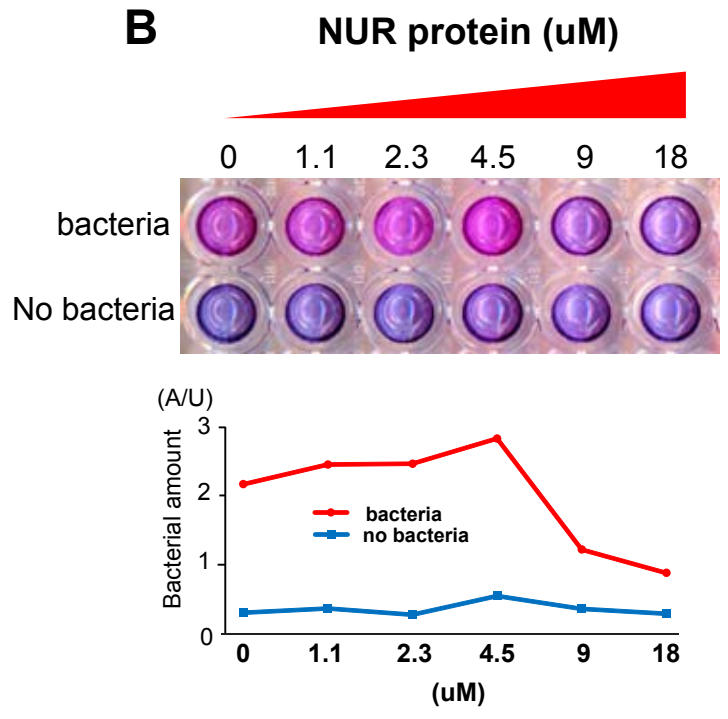 B NUR protein (uM)
0 1.1 2.3 4.5 9 18
bacteria
No bacteria
(A/U)
3
2
1
0
Bacterial amount
bacteria
no bacteria
0 1.1 2.3 4.5 9 18
(uM)